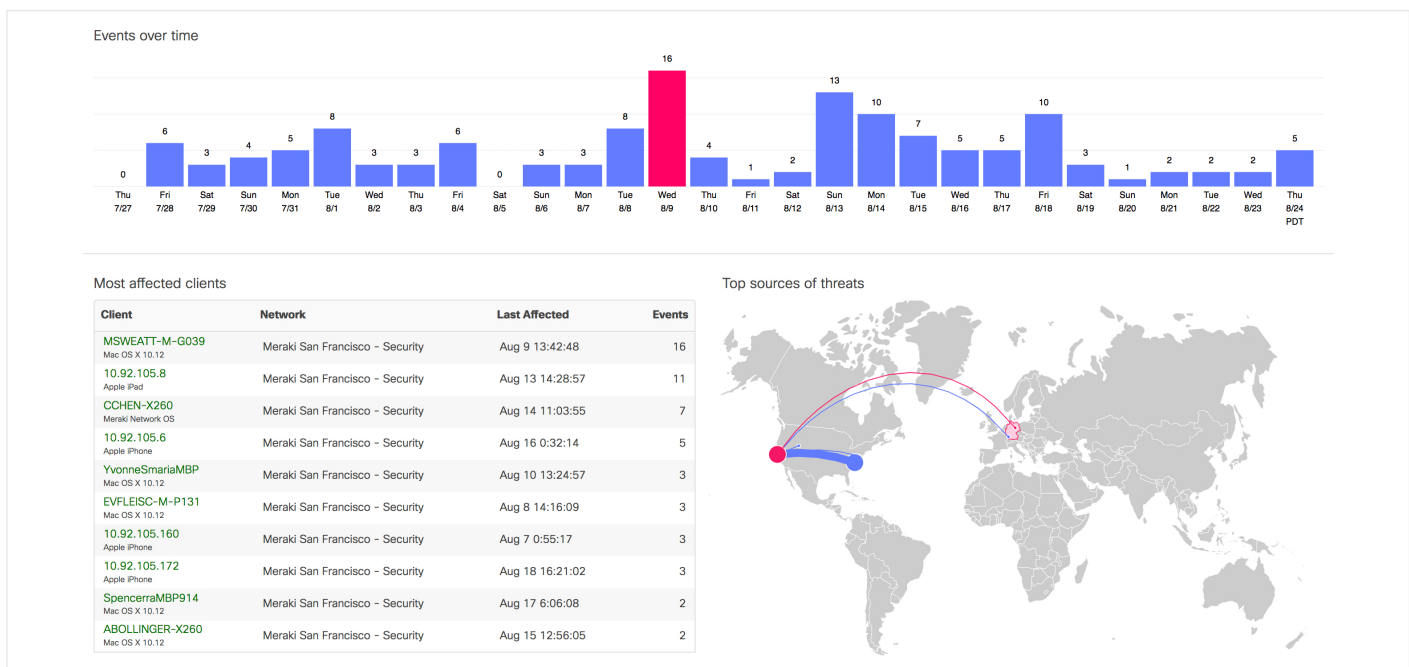 Events over time
16
13
10
10
8
8
7
6
6
5
5
5
5
4
4
3
3
3
3
3
3
2
2
2
2
1
1
0
0
Thu Fri Sat Sun Mon Tue Wed Thu Fri Sat Sun Mon Tue Wed Thu Fri Sat Sun Mon Tue Wed Thu Fri Sat Sun Mon Tue Wed Thu
7/27 7/28 7/29 7/30 7/31 8/1 8/2 8/3 8/4 8/5 8/6 8/7 8/8 8/9 8/10 8/11 8/12 8/13 8/14 8/15 8/16 8/17 8/18 8/19 8/20 8/21 8/22 8/23 8/24
PDT
Most affected clients
Client Network Last Affected Events
MSWEATT-M-G039 Meraki San Francisco - Security Aug 9 13:42:48 16
Mac OS X 10.12
10.92.105.8 Meraki San Francisco - Security Aug 13 14:28:57 11
Apple iPad
CCHEN-X260 Meraki San Francisco - Security Aug 14 11:03:55 7
Meraki Network OS
10.92.105.6 Meraki San Francisco - Security Aug 16 0:32:14 5
Apple iPhone
YvonneSmariaMBP Meraki San Francisco - Security Aug 10 13:24:57 3
Mac OS X 10.12
EVFLEISC-M-P131 Meraki San Francisco - Security Aug 8 14:16:09 3
Mac OS X 10.12
10.92.105.160 Meraki San Francisco - Security Aug 7 0:55:17 3
Apple iPhone
10.92.105.172 Meraki San Francisco - Security Aug 18 16:21:02 3
Apple iPhone
SpencerraMBP914 Meraki San Francisco - Security Aug 17 6:06:08 2
Mac OS X 10.12
ABOLLINGER-X260 Meraki San Francisco - Security Aug 15 12:56:05 2
Mac OS X 10.12
Top sources of threats